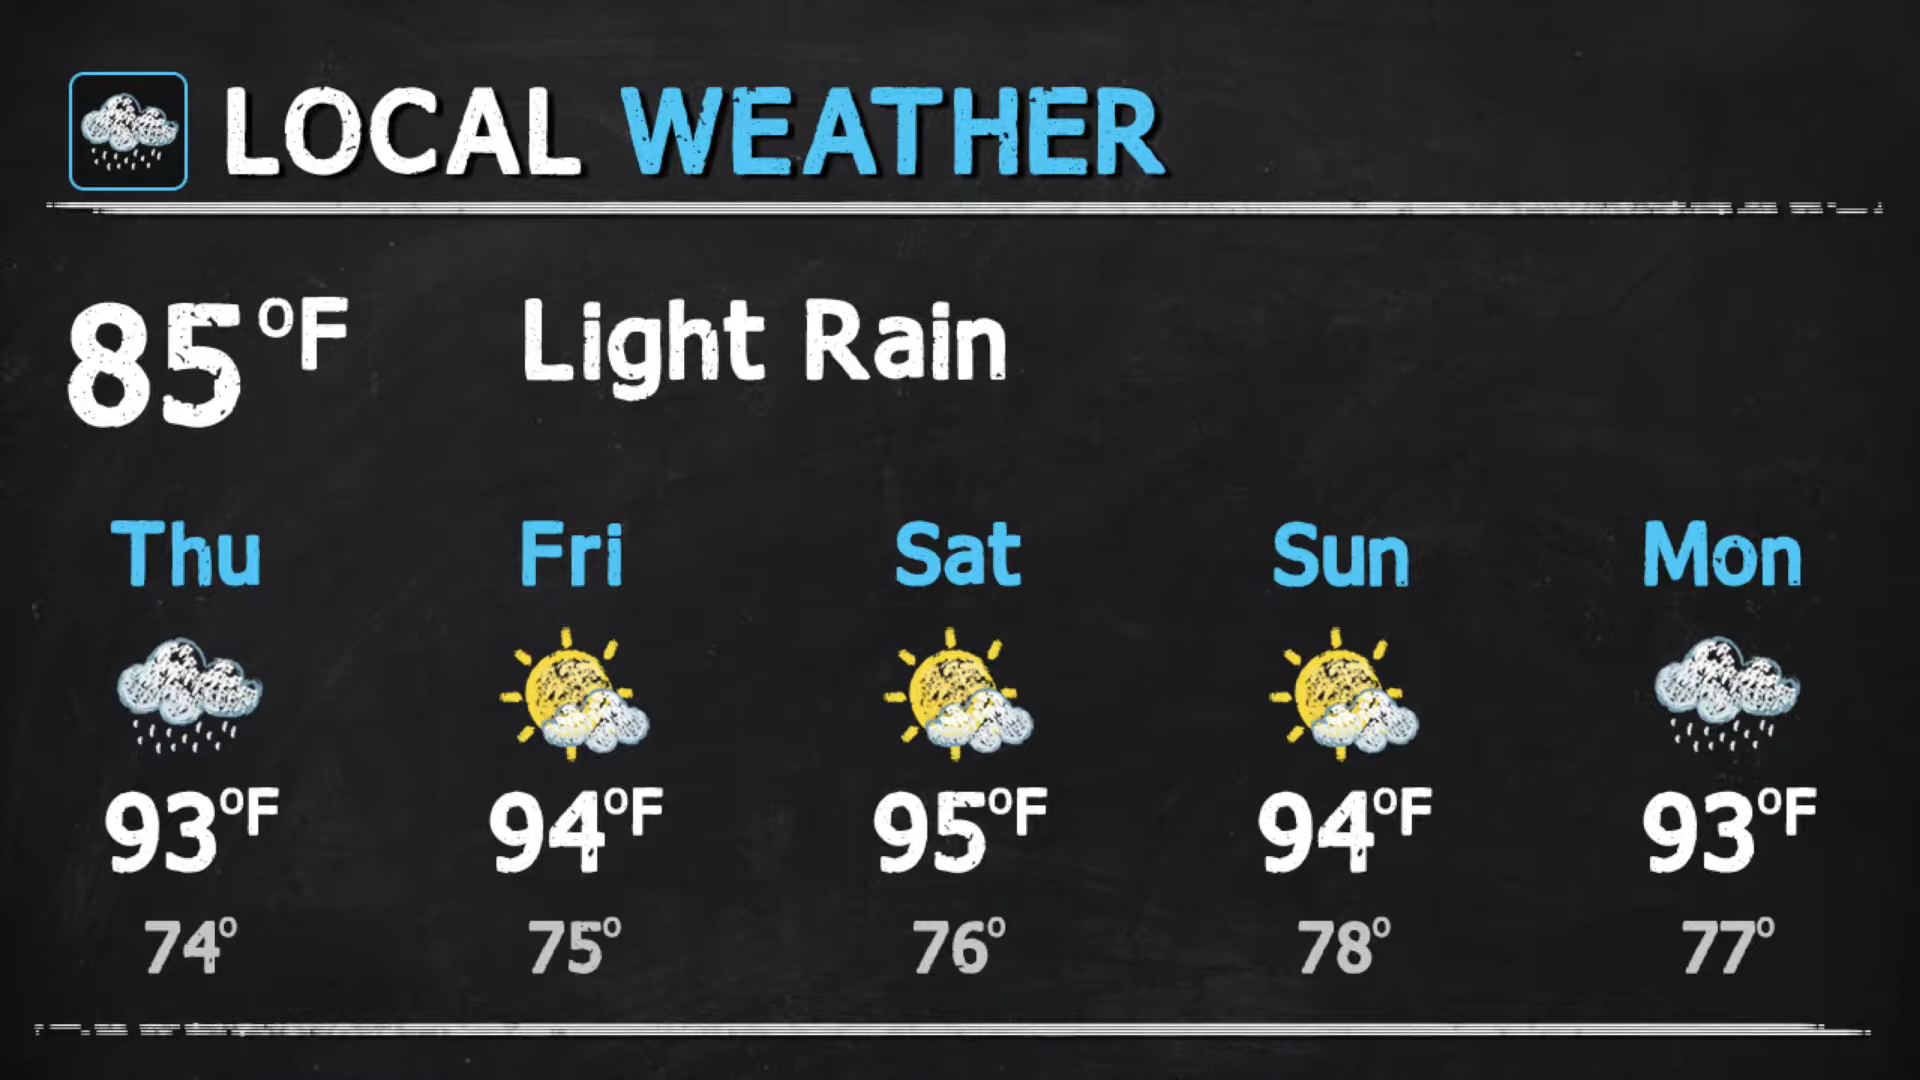 LOCAL WEATHER
85°F Light Rain
Thu Fri Sat Sun Mon
93°F 94°F 95°F 94°F 93°F
74° 75° 76° 78° 77°